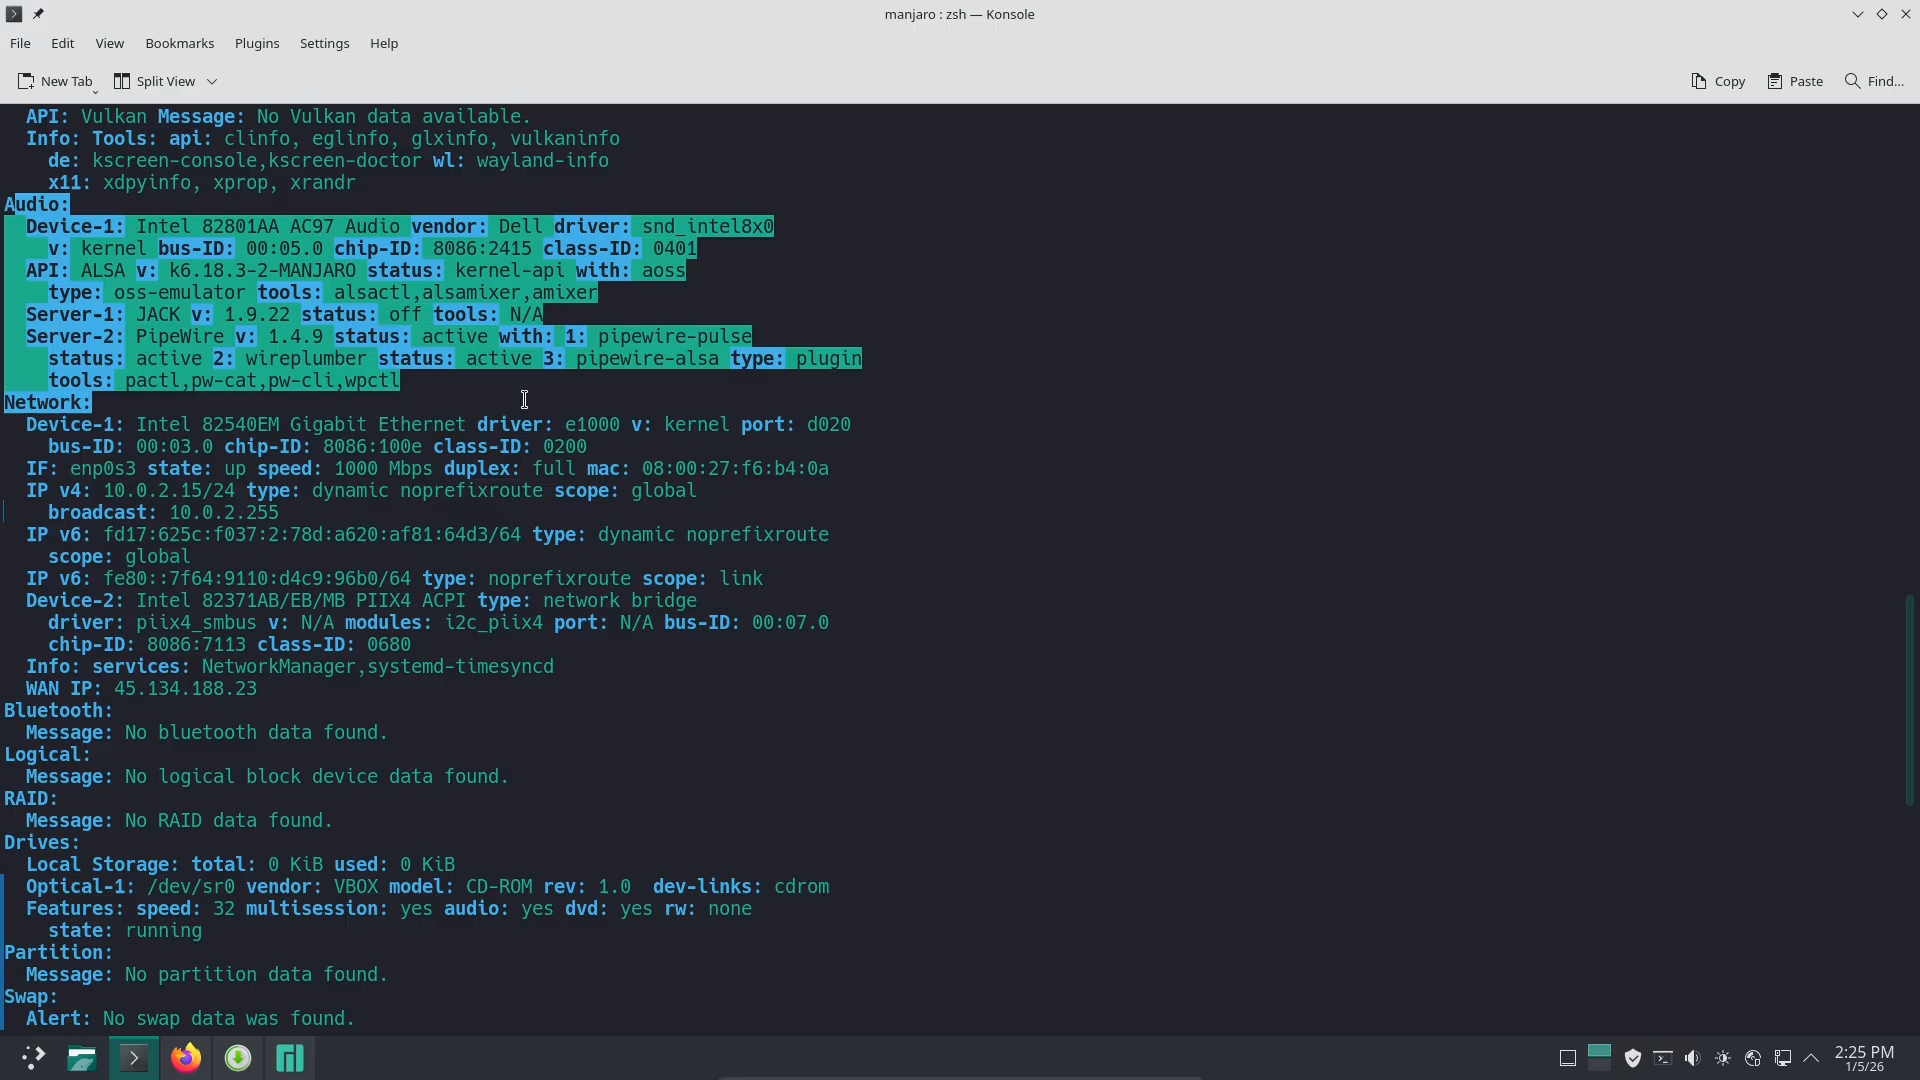 manjaro : zsh — Konsole
File Edit View Bookmarks Plugins Settings Help
New Tab Split View Copy Paste Find...
API: Vulkan Message: No Vulkan data available.
Info: Tools: api: clinfo, eglinfo, glxinfo, vulkaninfo
de: kscreen-console,kscreen-doctor wl: wayland-info
x11: xdpyinfo, xprop, xrandr
Audio:
Device-1: Intel 82801AA AC97 Audio vendor: Dell driver: snd_intel8x0
v: kernel bus-ID: 00:05.0 chip-ID: 8086:2415 class-ID: 0401
API: ALSA v: k6.18.3-2-MANJARO status: kernel-api with: aoss
type: oss-emulator tools: alsactl,alsamixer,amixer
Server-1: JACK v: 1.9.22 status: off tools: N/A
Server-2: PipeWire v: 1.4.9 status: active with: 1: pipewire-pulse
status: active 2: wireplumber status: active 3: pipewire-alsa type: plugin
tools: pactl,pw-cat,pw-cli,wpctl
Network:
Device-1: Intel 82540EM Gigabit Ethernet driver: e1000 v: kernel port: d020
bus-ID: 00:03.0 chip-ID: 8086:100e class-ID: 0200
IF: enp0s3 state: up speed: 1000 Mbps duplex: full mac: 08:00:27:f6:b4:0a
IP v4: 10.0.2.15/24 type: dynamic noprefixroute scope: global
broadcast: 10.0.2.255
IP v6: fd17:625c:f037:2:78d:a620:af81:64d3/64 type: dynamic noprefixroute
scope: global
IP v6: fe80::7f64:9110:d4c9:96b0/64 type: noprefixroute scope: link
Device-2: Intel 82371AB/EB/MB PIIX4 ACPI type: network bridge
driver: piix4_smbus v: N/A modules: i2c_piix4 port: N/A bus-ID: 00:07.0
chip-ID: 8086:7113 class-ID: 0680
Info: services: NetworkManager,systemd-timesyncd
WAN IP: 45.134.188.23
Bluetooth:
Message: No bluetooth data found.
Logical:
Message: No logical block device data found.
RAID:
Message: No RAID data found.
Drives:
Local Storage: total: 0 KiB used: 0 KiB
Optical-1: /dev/sr0 vendor: VBOX model: CD-ROM rev: 1.0 dev-links: cdrom
Features: speed: 32 multisession: yes audio: yes dvd: yes rw: none
state: running
Partition:
Message: No partition data found.
Swap:
Alert: No swap data was found.
2:25 PM
1/5/26